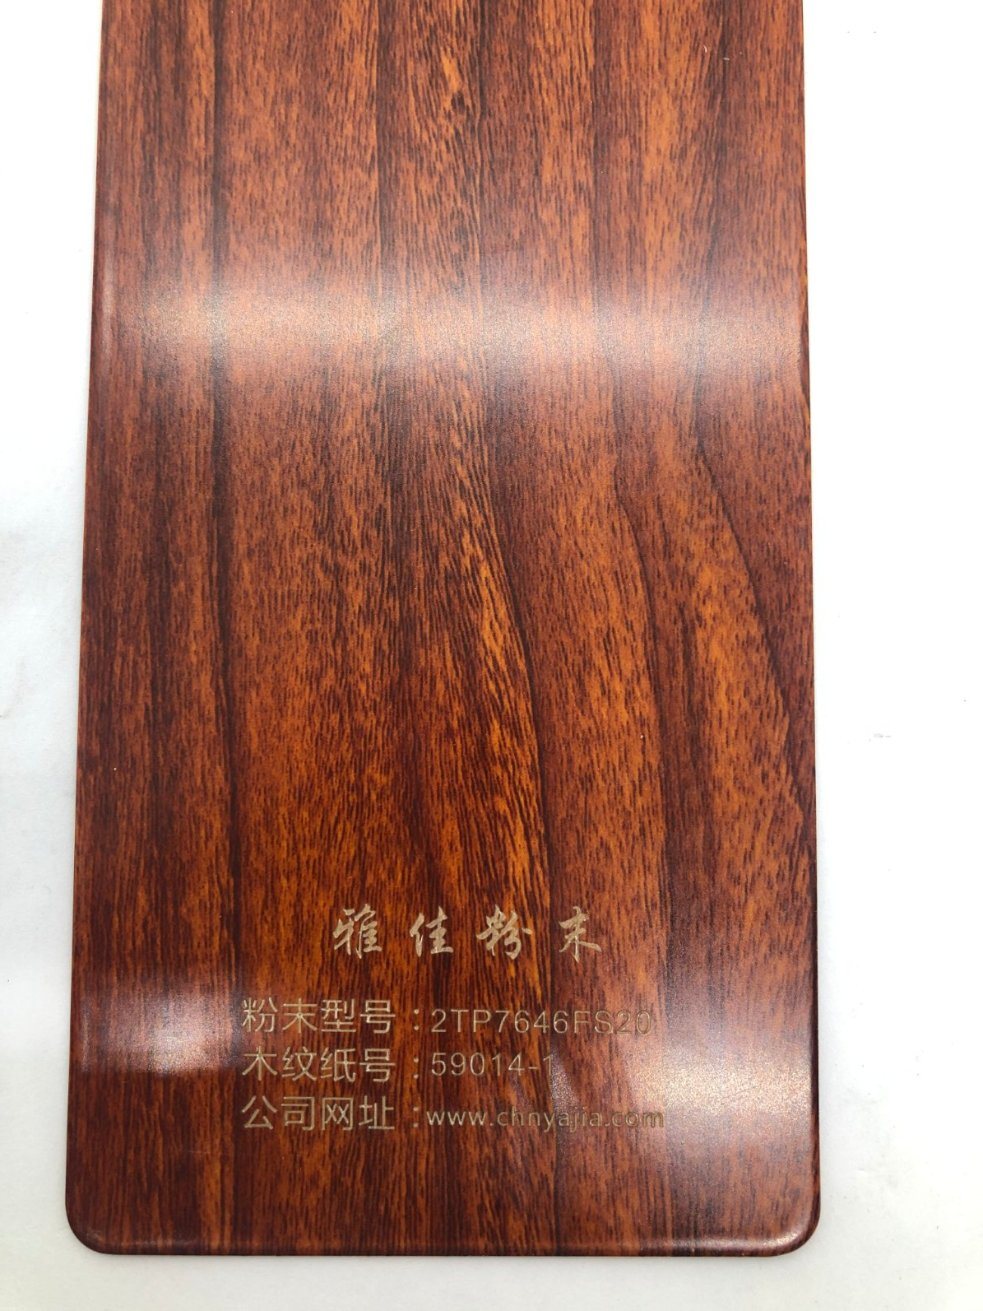 雅佳粉末
粉末型号：2TP7646FS20
木纹纸号：59014-1
公司网址：www.chnyajia.com